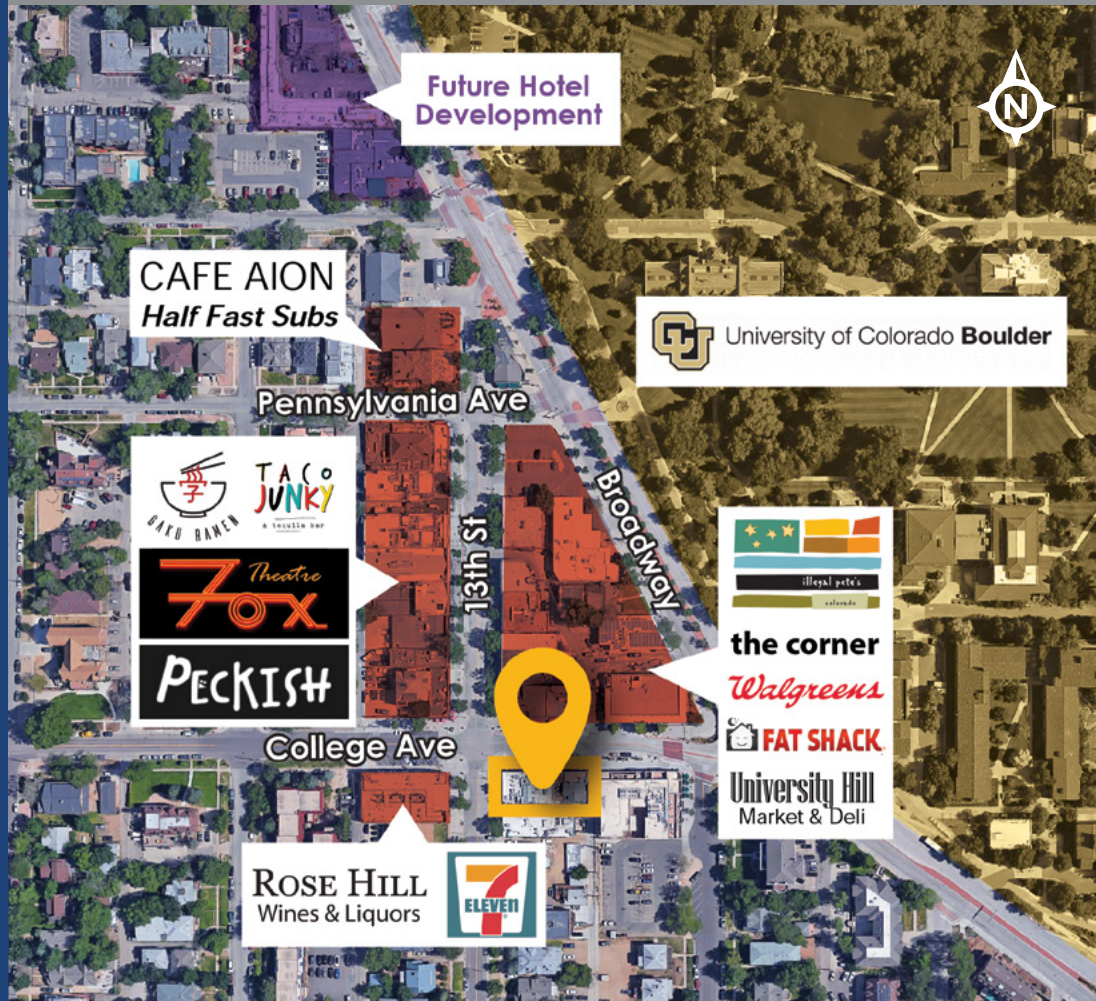 Future Hotel
Development
N
CAFE AION
Half Fast Subs
CU
University of Colorado Boulder
Pennsylvania Ave
GAKU RAMEN
TACO
JUNKY
& tequila bar
Theatre
Fox
PECKISH
13th St
Broadway
illegal pete's
colorado
the corner
Walgreens
FAT SHACK
University Hill
Market & Deli
College Ave
ROSE HILL
Wines & Liquors
7
ELEVEn